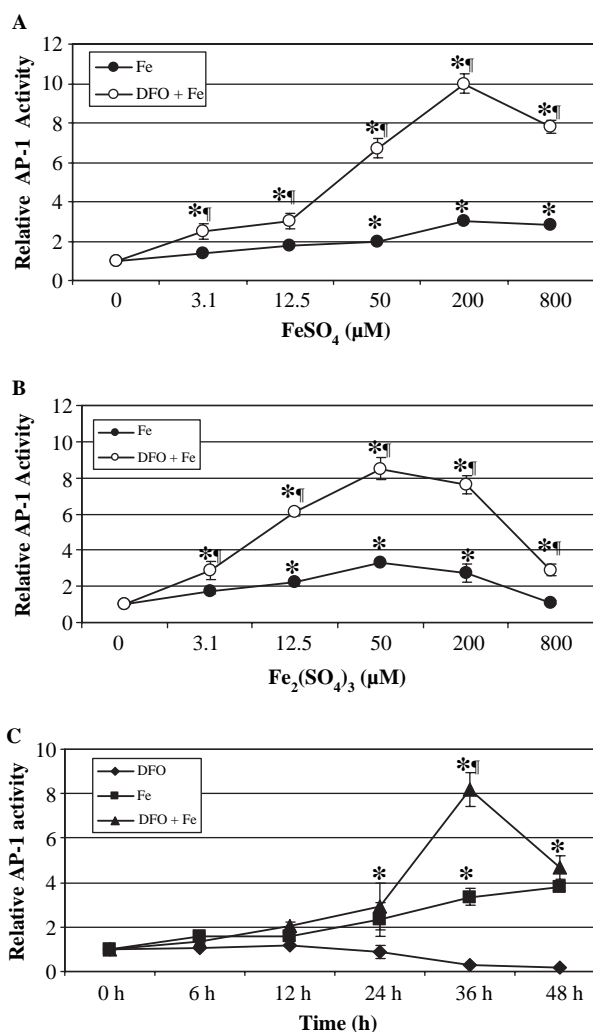 A
Relative AP-1 Activity
12
10
8
6
4
2
0
Fe
DFO + Fe
*¶
*¶
*¶
*¶
*¶
*
*
*
0 3.1 12.5 50 200 800
FeSO4 (µM)
B
Relative AP-1 Activity
12
10
8
6
4
2
0
Fe
DFO + Fe
*¶
*¶
*¶
*¶
*¶
*
*
*
0 3.1 12.5 50 200 800
Fe2(SO4)3 (µM)
C
Relative AP-1 activity
10
8
6
4
2
0
DFO
Fe
DFO + Fe
*¶
*
*
*
0 h 6 h 12 h 24 h 36 h 48 h
Time (h)